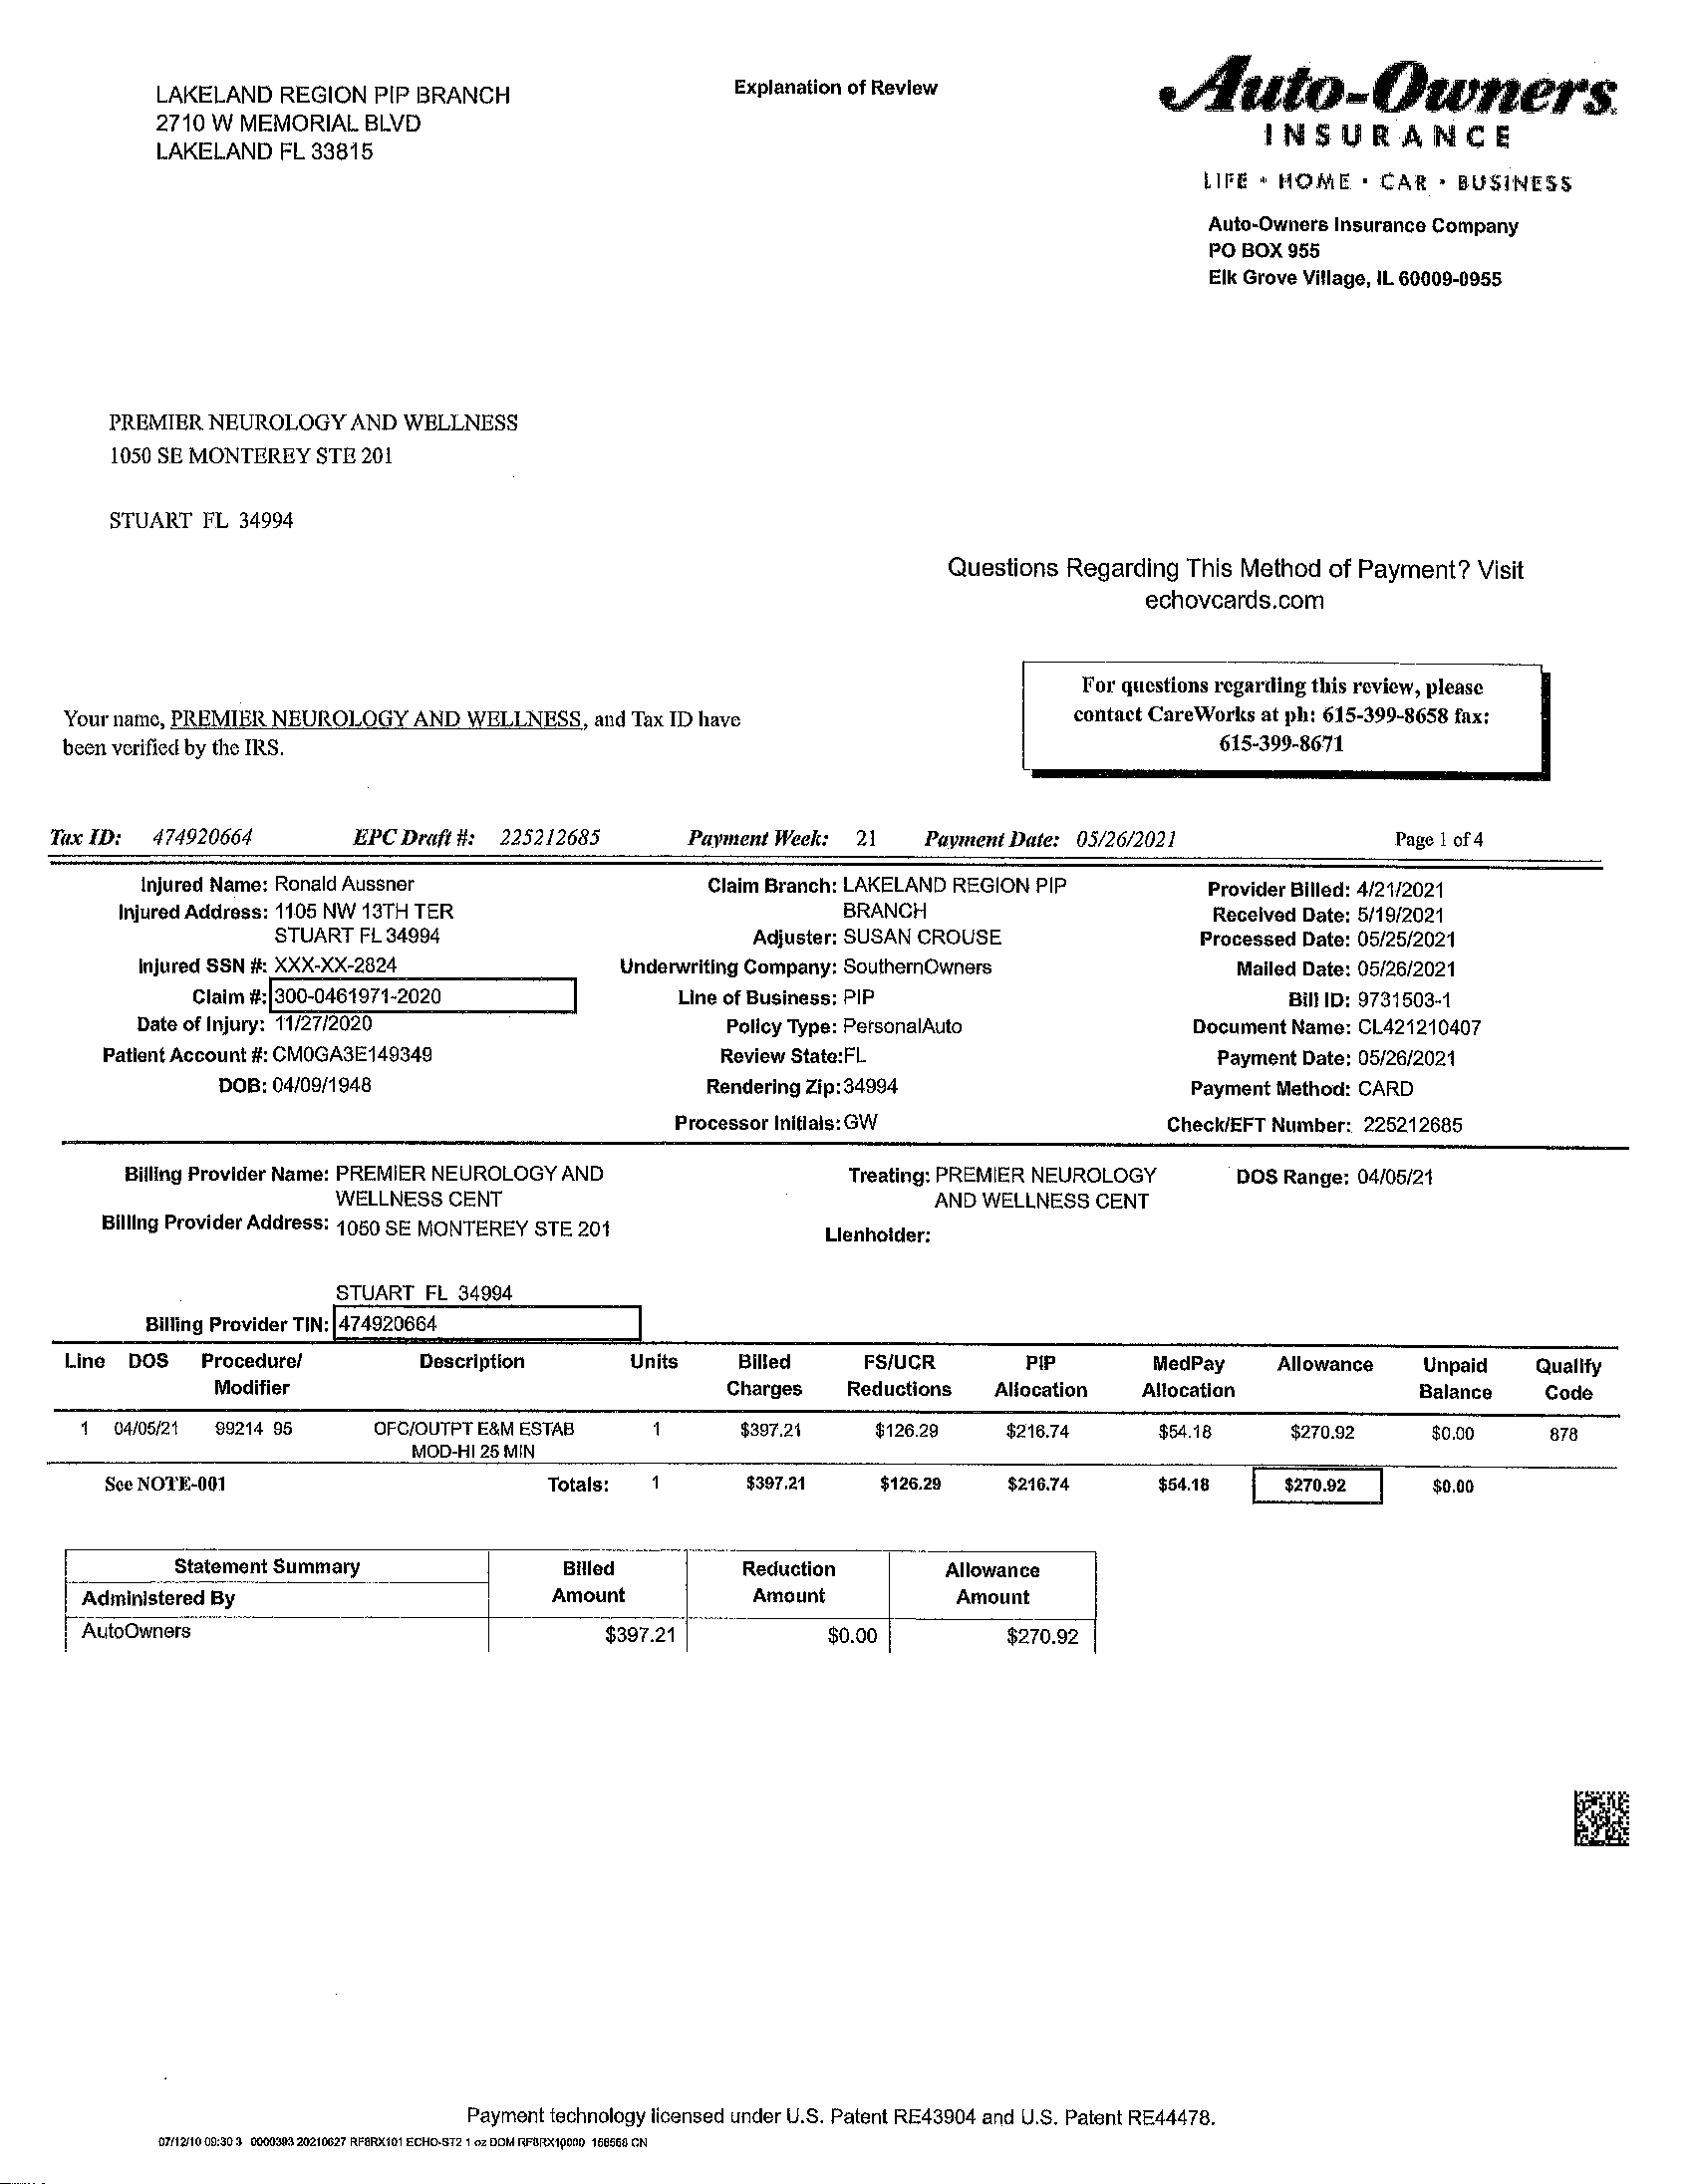 LAKELAND REGION PIP BRANCH
2710 W MEMORIAL BLVD
LAKELAND FL 33815
Explanation of Review
Auto-Owners
INSURANCE
LIFE • HOME • CAR • BUSINESS
Auto-Owners Insurance Company
PO BOX 955
Elk Grove Village, IL 60009-0955
PREMIER NEUROLOGY AND WELLNESS
1050 SE MONTEREY STE 201
STUART FL 34994
Questions Regarding This Method of Payment? Visit
echovcards.com
For questions regarding this review, please
contact CareWorks at ph: 615-399-8658 fax:
615-399-8671
Your name, PREMIER NEUROLOGY AND WELLNESS, and Tax ID have
been verified by the IRS.
Tax ID: 474920664 EPC Draft #: 225212685 Payment Week: 21 Payment Date: 05/26/2021 Page 1 of 4
Injured Name: Ronald Aussner
Injured Address: 1105 NW 13TH TER
STUART FL 34994
Injured SSN #: XXX-XX-2824
Claim #: 300-0461971-2020
Date of Injury: 11/27/2020
Patient Account #: CM0GA3E149349
DOB: 04/09/1948
Claim Branch: LAKELAND REGION PIP
BRANCH
Adjuster: SUSAN CROUSE
Underwriting Company: SouthernOwners
Line of Business: PIP
Policy Type: PersonalAuto
Review State: FL
Rendering Zip: 34994
Processor Initials: GW
Provider Billed: 4/21/2021
Received Date: 5/19/2021
Processed Date: 05/25/2021
Mailed Date: 05/26/2021
Bill ID: 9731503-1
Document Name: CL421210407
Payment Date: 05/26/2021
Payment Method: CARD
Check/EFT Number: 225212685
Billing Provider Name: PREMIER NEUROLOGY AND
WELLNESS CENT
Billing Provider Address: 1050 SE MONTEREY STE 201
STUART FL 34994
Billing Provider TIN: 474920664
Treating: PREMIER NEUROLOGY
AND WELLNESS CENT
Lienholder:
DOS Range: 04/05/21
Line DOS Procedure/ Description Units Billed FS/UCR PIP MedPay Allowance Unpaid Qualify
Modifier Charges Reductions Allocation Allocation Balance Code
1 04/05/21 99214 95 OFC/OUTPT E&M ESTAB 1 $397.21 $126.29 $216.74 $54.18 $270.92 $0.00 878
MOD-HI 25 MIN
See NOTE-001 Totals: 1 $397.21 $126.29 $216.74 $54.18 $270.92 $0.00
Statement Summary Billed Reduction Allowance
Administered By Amount Amount Amount
AutoOwners $397.21 $0.00 $270.92
Payment technology licensed under U.S. Patent RE43904 and U.S. Patent RE44478.
07/12/10 09:30 3 0000393 20210527 RF8RX101 ECHO-ST2 1 oz DOM RF8RX10000 156568 CN